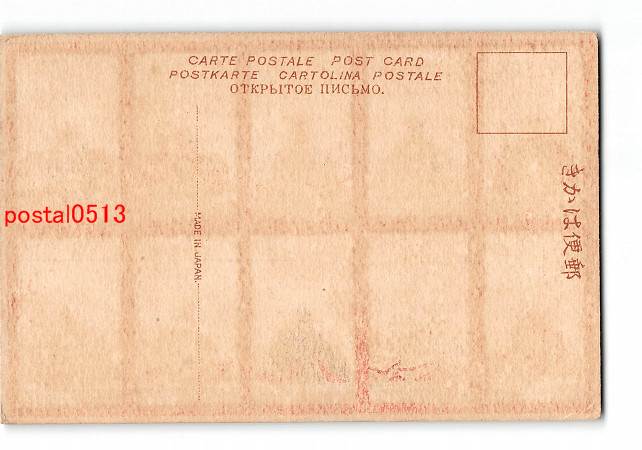 CARTE POSTALE POST CARD
POSTKARTE CARTOLINA POSTALE
ОТКРЫТОЕ ПИСЬМО.
きかは便郵
postal0513
MADE IN JAPAN.